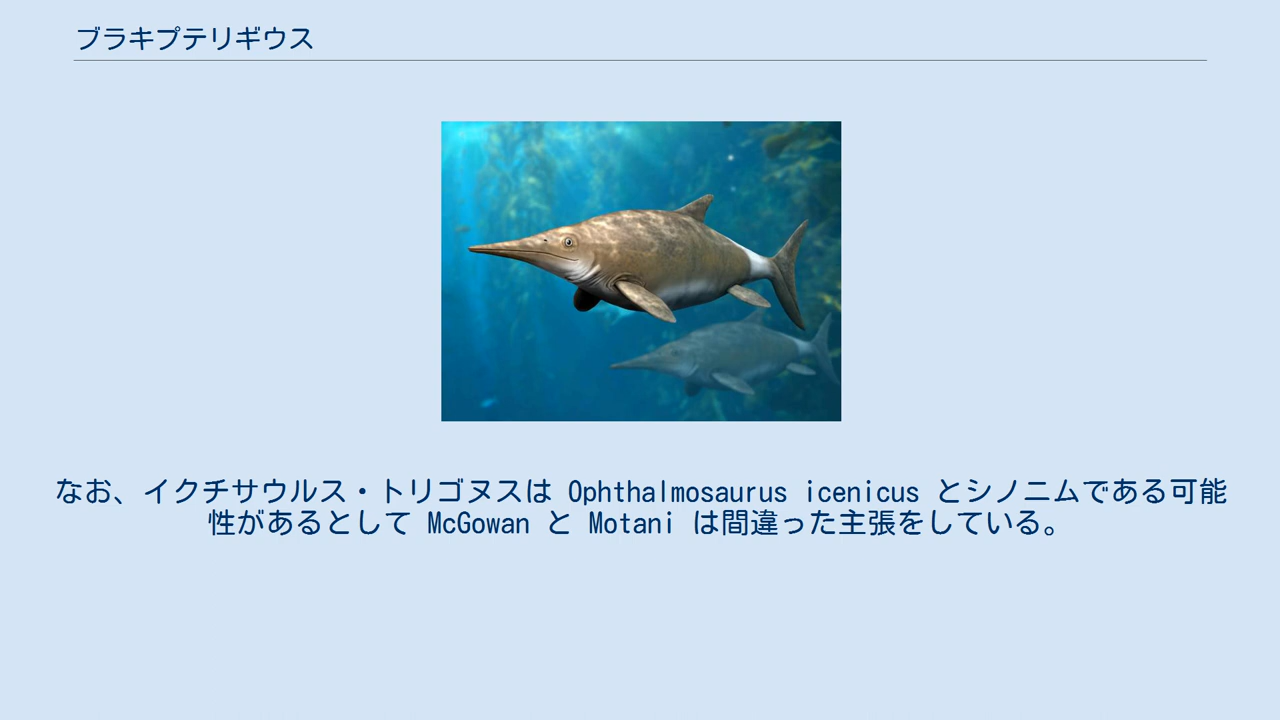 ブラキプテリギウス
なお、イクチサウルス・トリゴヌスは Ophthalmosaurus icenicus とシノニムである可能
性があるとして McGowan と Motani は間違った主張をしている。